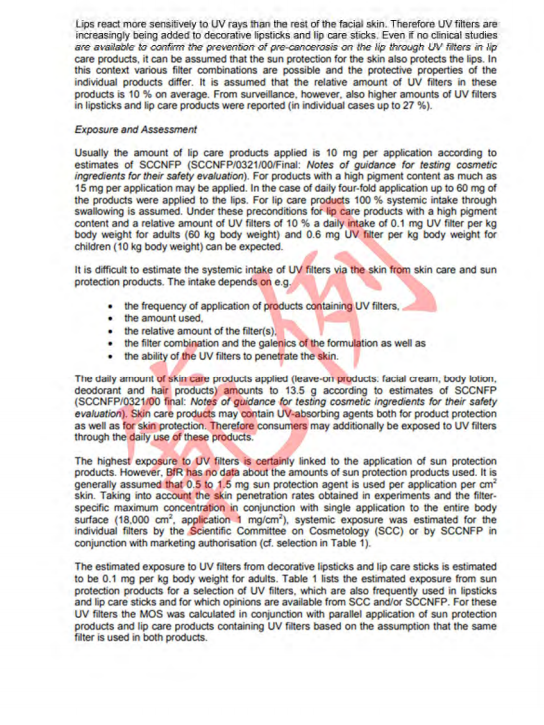 Lips react more sensitively to UV rays than the rest of the facial skin. Therefore UV filters are
increasingly being added to decorative lipsticks and lip care sticks. Even if no clinical studies
are available to confirm the prevention of pre-cancerosis on the lip through UV filters in lip
care products, it can be assumed that the sun protection for the skin also protects the lips. In
this context various filter combinations are possible and the protective properties of the
individual products differ. It is assumed that the relative amount of UV filters in these
products is 10 % on average. From surveillance, however, also higher amounts of UV filters
in lipsticks and lip care products were reported (in individual cases up to 27 %).
Exposure and Assessment
Usually the amount of lip care products applied is 10 mg per application according to
estimates of SCCNFP (SCCNFP/0321/00/Final: Notes of guidance for testing cosmetic
ingredients for their safety evaluation). For products with a high pigment content as much as
15 mg per application may be applied. In the case of daily four-fold application up to 60 mg of
the products were applied to the lips. For lip care products 100 % systemic intake through
swallowing is assumed. Under these preconditions for lip care products with a high pigment
content and a relative amount of UV filters of 10 % a daily intake of 0.1 mg UV filter per kg
body weight for adults (60 kg body weight) and 0.6 mg UV filter per kg body weight for
children (10 kg body weight) can be expected.
It is difficult to estimate the systemic intake of UV filters via the skin from skin care and sun
protection products. The intake depends on e.g.
• the frequency of application of products containing UV filters,
• the amount used,
• the relative amount of the filter(s),
• the filter combination and the galenics of the formulation as well as
• the ability of the UV filters to penetrate the skin.
The daily amount of skin care products applied (leave-on products: facial cream, body lotion,
deodorant and hair products) amounts to 13.5 g according to estimates of SCCNFP
(SCCNFP/0321/00 final: Notes of guidance for testing cosmetic ingredients for their safety
evaluation). Skin care products may contain UV-absorbing agents both for product protection
as well as for skin protection. Therefore consumers may additionally be exposed to UV filters
through the daily use of these products.
The highest exposure to UV filters is certainly linked to the application of sun protection
products. However, BfR has no data about the amounts of sun protection products used. It is
generally assumed that 0.5 to 1.5 mg sun protection agent is used per application per cm²
skin. Taking into account the skin penetration rates obtained in experiments and the filter-
specific maximum concentration in conjunction with single application to the entire body
surface (18,000 cm², application 1 mg/cm²), systemic exposure was estimated for the
individual filters by the Scientific Committee on Cosmetology (SCC) or by SCCNFP in
conjunction with marketing authorisation (cf. selection in Table 1).
The estimated exposure to UV filters from decorative lipsticks and lip care sticks is estimated
to be 0.1 mg per kg body weight for adults. Table 1 lists the estimated exposure from sun
protection products for a selection of UV filters, which are also frequently used in lipsticks
and lip care sticks and for which opinions are available from SCC and/or SCCNFP. For these
UV filters the MOS was calculated in conjunction with parallel application of sun protection
products and lip care products containing UV filters based on the assumption that the same
filter is used in both products.
範例